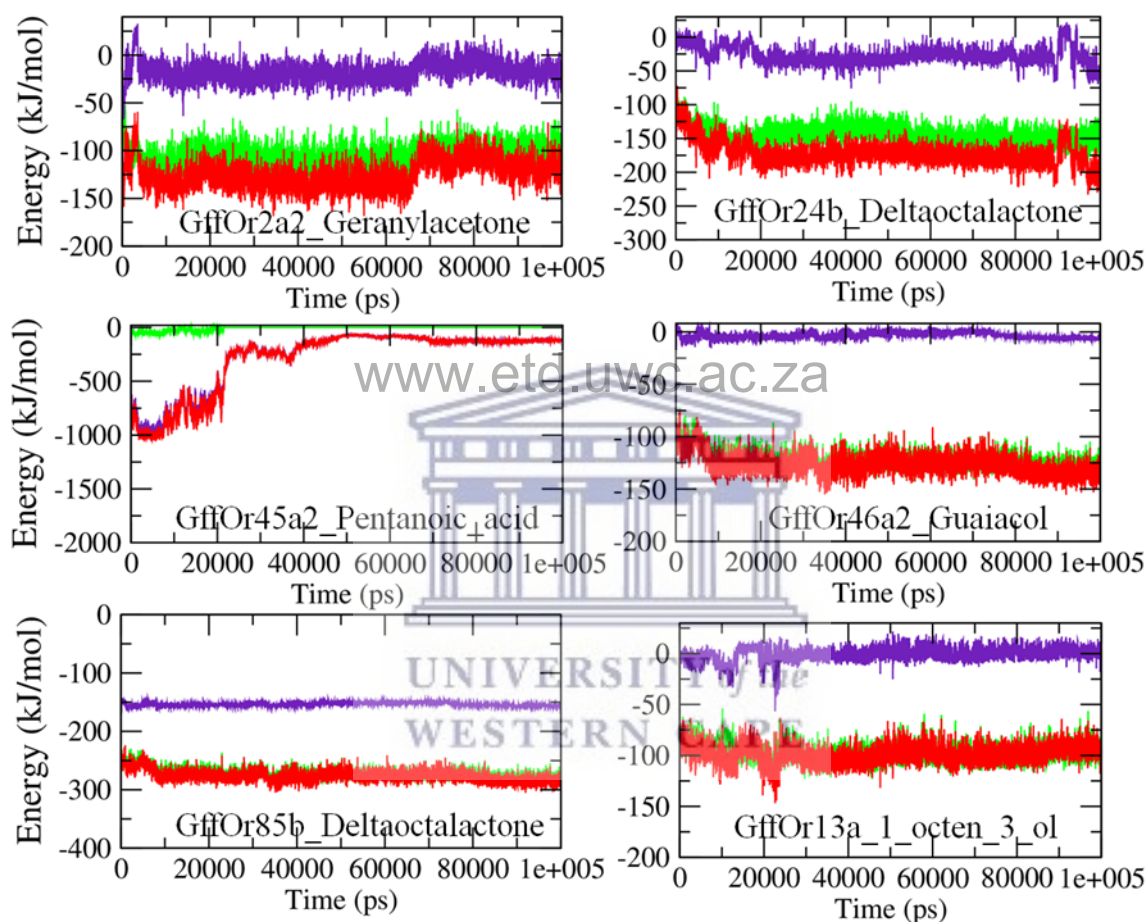 0
-50
-100
-150
-200
Energy (kJ/mol)
GffOr2a2_Geranylacetone
0 20000 40000 60000 80000 1e+005
Time (ps)
0
-50
-100
-150
-200
-250
-300
GffOr24b_Deltaoctalactone
0 20000 40000 60000 80000 1e+005
Time (ps)
0
-500
-1000
-1500
-2000
Energy (kJ/mol)
GffOr45a2_Pentanoic_acid
0 20000 40000 60000 80000 1e+005
Time (ps)
0
-50
-100
-150
-200
GffOr46a2_Guaiacol
0 20000 40000 60000 80000 1e+005
Time (ps)
www.etd.uwc.ac.za
0
-100
-200
-300
-400
Energy (kJ/mol)
GffOr85b_Deltaoctalactone
0 20000 40000 60000 80000 1e+005
Time (ps)
0
-50
-100
-150
-200
GffOr13a_1_octen_3_ol
0 20000 40000 60000 80000 1e+005
Time (ps)
UNIVERSITY of the
WESTERN CAPE